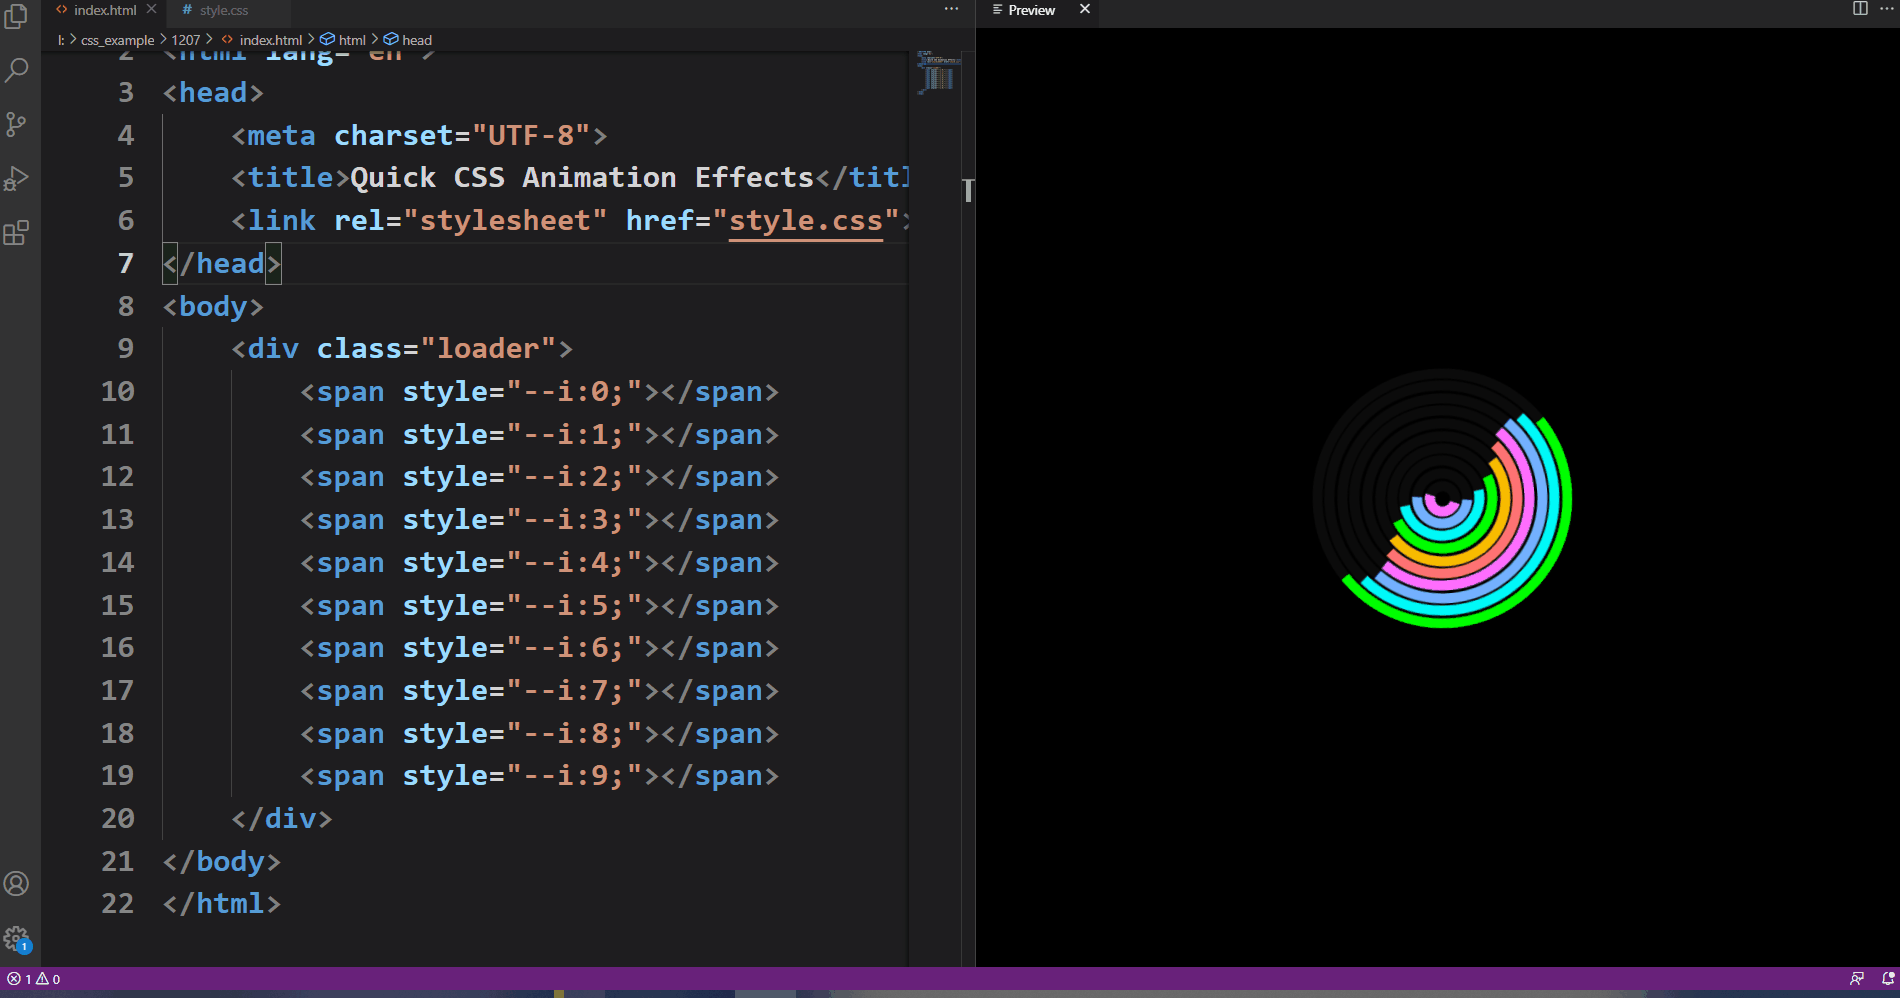 index.html style.css ···
I: > css_example > 1207 > <> index.html > html > head
2 <html lang="en">
3 <head>
4 <meta charset="UTF-8">
5 <title>Quick CSS Animation Effects</titl
6 <link rel="stylesheet" href="style.css">
7 </head>
8 <body>
9 <div class="loader">
10 <span style="--i:0;"></span>
11 <span style="--i:1;"></span>
12 <span style="--i:2;"></span>
13 <span style="--i:3;"></span>
14 <span style="--i:4;"></span>
15 <span style="--i:5;"></span>
16 <span style="--i:6;"></span>
17 <span style="--i:7;"></span>
18 <span style="--i:8;"></span>
19 <span style="--i:9;"></span>
20 </div>
21 </body>
22 </html>
Preview
1
1 0